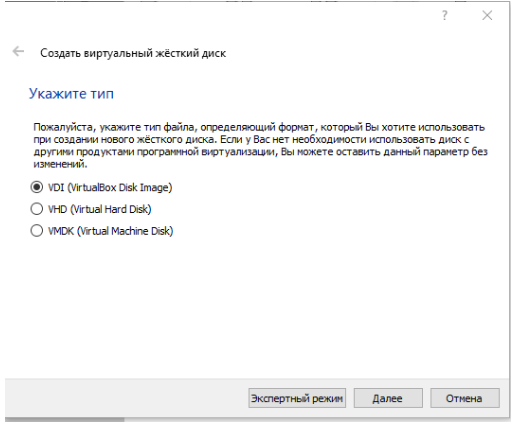 Создать виртуальный жёсткий диск
Укажите тип
Пожалуйста, укажите тип файла, определяющий формат, который Вы хотите использовать
при создании нового жёсткого диска. Если у Вас нет необходимости использовать диск с
другими продуктами программной виртуализации, Вы можете оставить данный параметр без
изменений.
VDI (VirtualBox Disk Image)
VHD (Virtual Hard Disk)
VMDK (Virtual Machine Disk)
Экспертный режим Далее Отмена